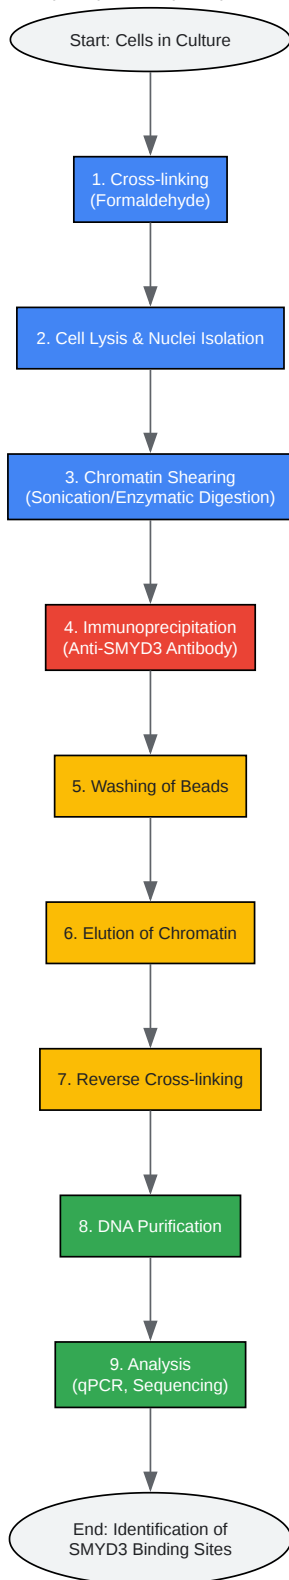 Start: Cells in Culture
1. Cross-linking
(Formaldehyde)
2. Cell Lysis & Nuclei Isolation
3. Chromatin Shearing
(Sonication/Enzymatic Digestion)
4. Immunoprecipitation
(Anti-SMYD3 Antibody)
5. Washing of Beads
6. Elution of Chromatin
7. Reverse Cross-linking
8. DNA Purification
9. Analysis
(qPCR, Sequencing)
End: Identification of
SMYD3 Binding Sites